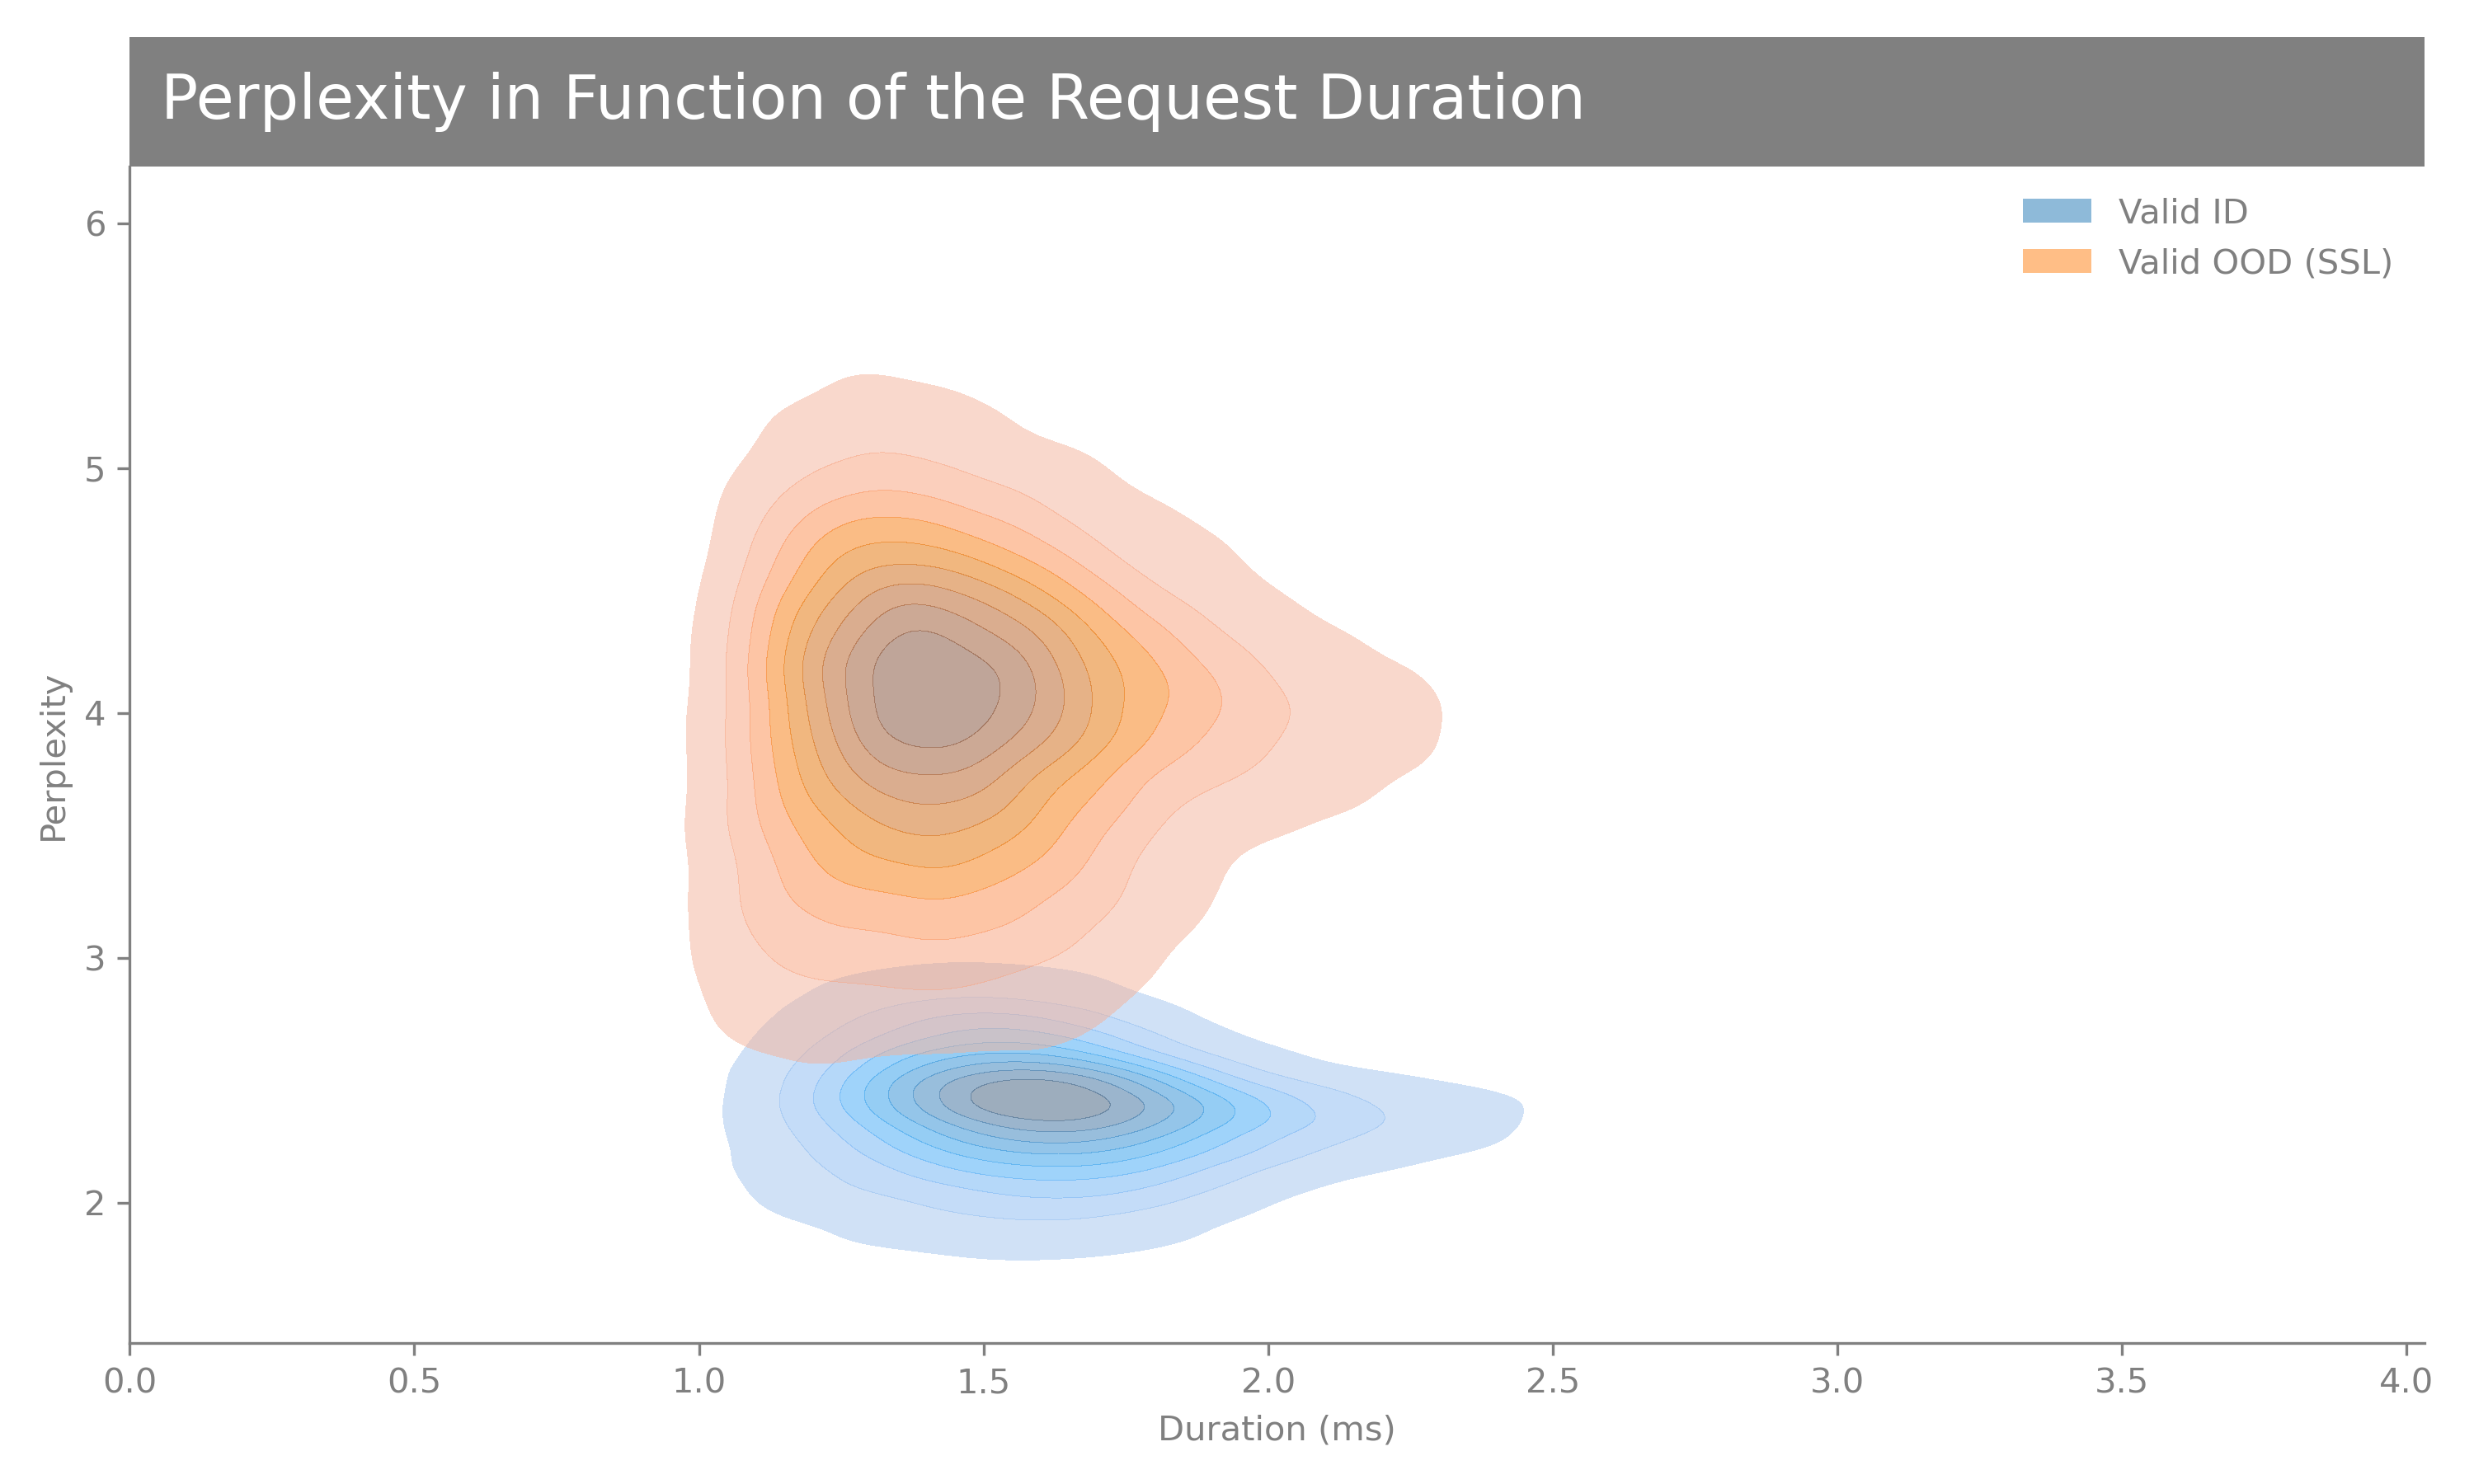 Perplexity in Function of the Request Duration
Valid ID
Valid OOD (SSL)
6
5
4
3
2
Perplexity
0.0 0.5 1.0 1.5 2.0 2.5 3.0 3.5 4.0
Duration (ms)